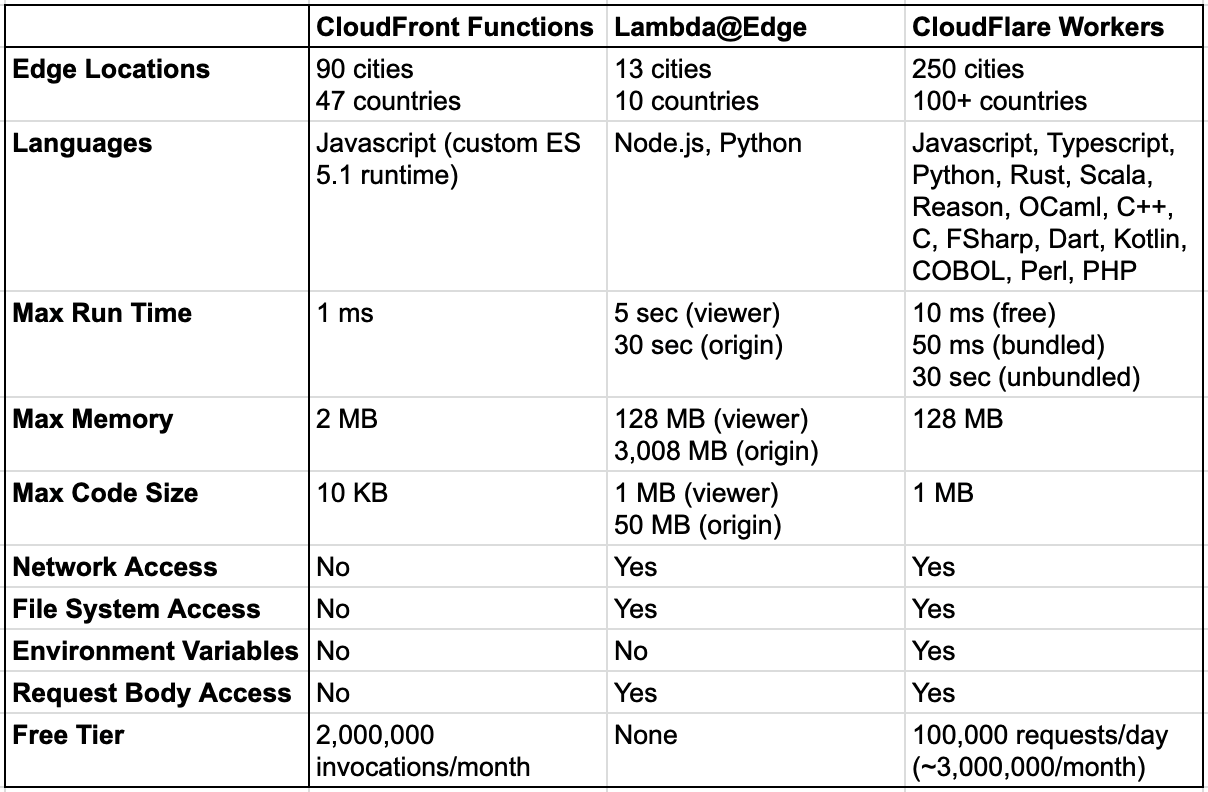 CloudFront Functions Lambda@Edge CloudFlare Workers
Edge Locations 90 cities 13 cities 250 cities
47 countries 10 countries 100+ countries
Languages Javascript (custom ES Node.js, Python Javascript, Typescript,
5.1 runtime) Python, Rust, Scala,
Reason, OCaml, C++,
C, FSharp, Dart, Kotlin,
COBOL, Perl, PHP
Max Run Time 1 ms 5 sec (viewer) 10 ms (free)
30 sec (origin) 50 ms (bundled)
30 sec (unbundled)
Max Memory 2 MB 128 MB (viewer) 128 MB
3,008 MB (origin)
Max Code Size 10 KB 1 MB (viewer) 1 MB
50 MB (origin)
Network Access No Yes Yes
File System Access No Yes Yes
Environment Variables No No Yes
Request Body Access No Yes Yes
Free Tier 2,000,000 None 100,000 requests/day
invocations/month (~3,000,000/month)